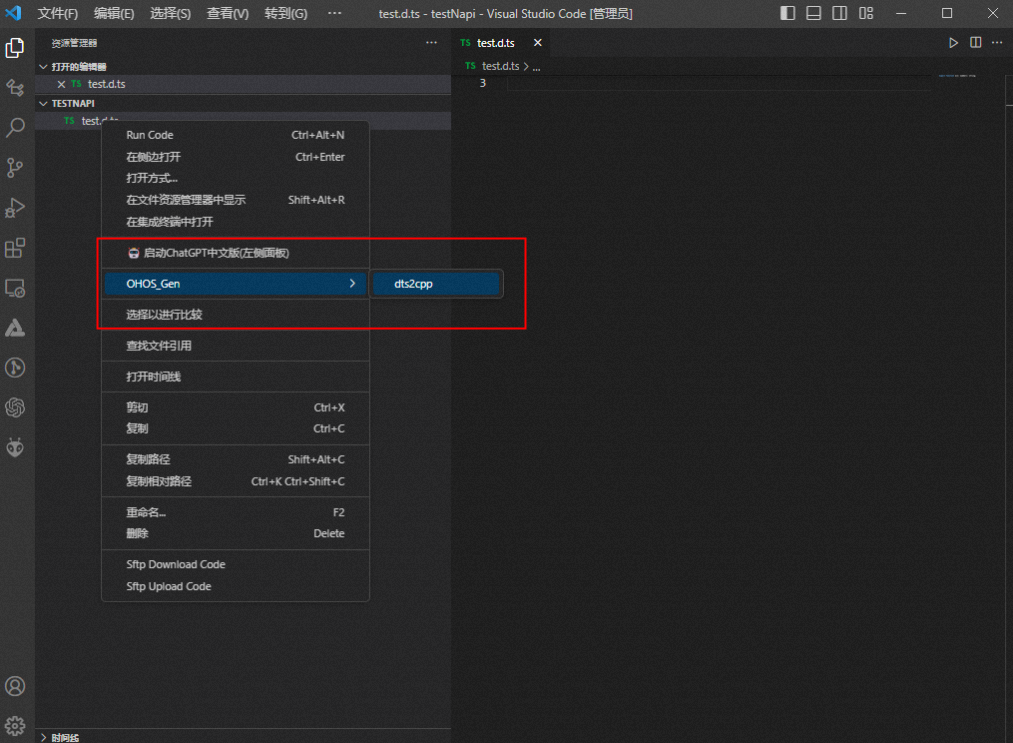 文件(F) 编辑(E) 选择(S) 查看(V) 转到(G) ··· test.d.ts - testNapi - Visual Studio Code [管理员]
资源管理器 ···
打开的编辑器
TS test.d.ts
TESTNAPI
TS test.d.ts
TS test.d.ts
TS test.d.ts > ...
3
Run Code Ctrl+Alt+N
在侧边打开 Ctrl+Enter
打开方式...
在文件资源管理器中显示 Shift+Alt+R
在集成终端中打开
启动ChatGPT中文版(左侧面板)
OHOS_Gen
dts2cpp
选择以进行比较
查找文件引用
打开时间线
剪切 Ctrl+X
复制 Ctrl+C
复制路径 Shift+Alt+C
复制相对路径 Ctrl+K Ctrl+Shift+C
重命名... F2
删除 Delete
Sftp Download Code
Sftp Upload Code
时间线